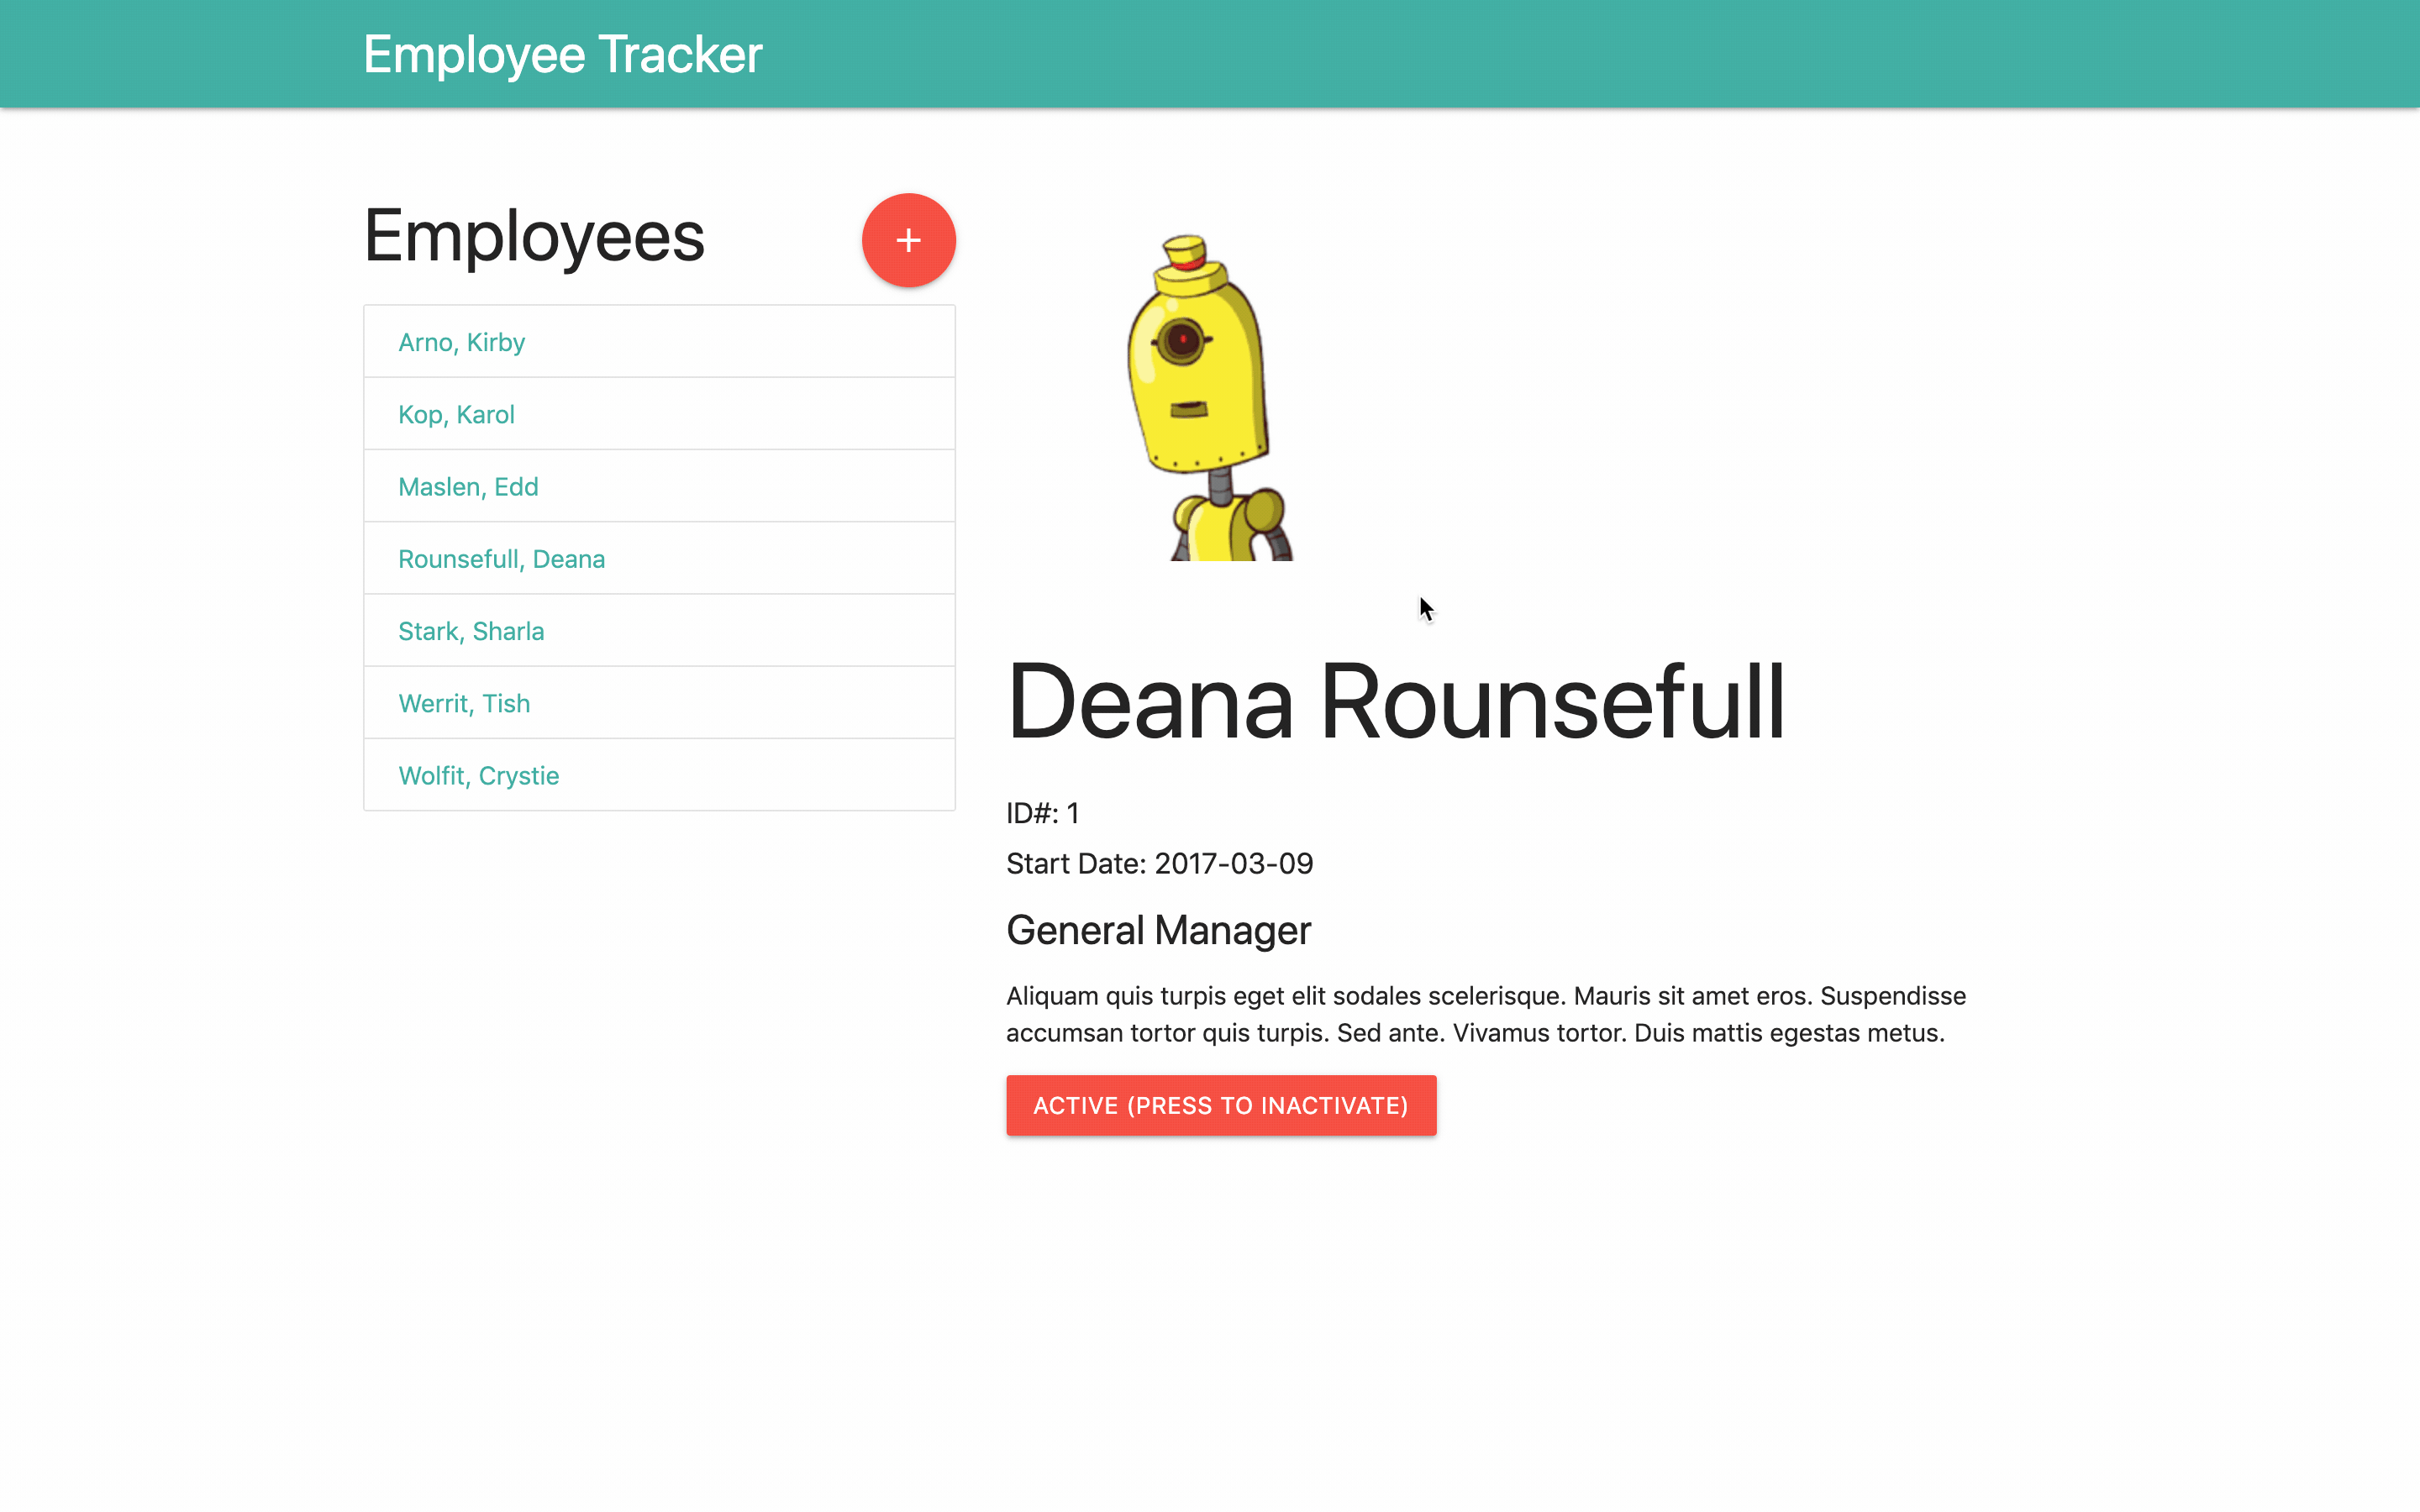 Employee Tracker
Employees
+
Arno, Kirby
Kop, Karol
Maslen, Edd
Rounsefull, Deana
Stark, Sharla
Werrit, Tish
Wolfit, Crystie
Deana Rounsefull
ID#: 1
Start Date: 2017-03-09
General Manager
Aliquam quis turpis eget elit sodales scelerisque. Mauris sit amet eros. Suspendisse
accumsan tortor quis turpis. Sed ante. Vivamus tortor. Duis mattis egestas metus.
ACTIVE (PRESS TO INACTIVATE)